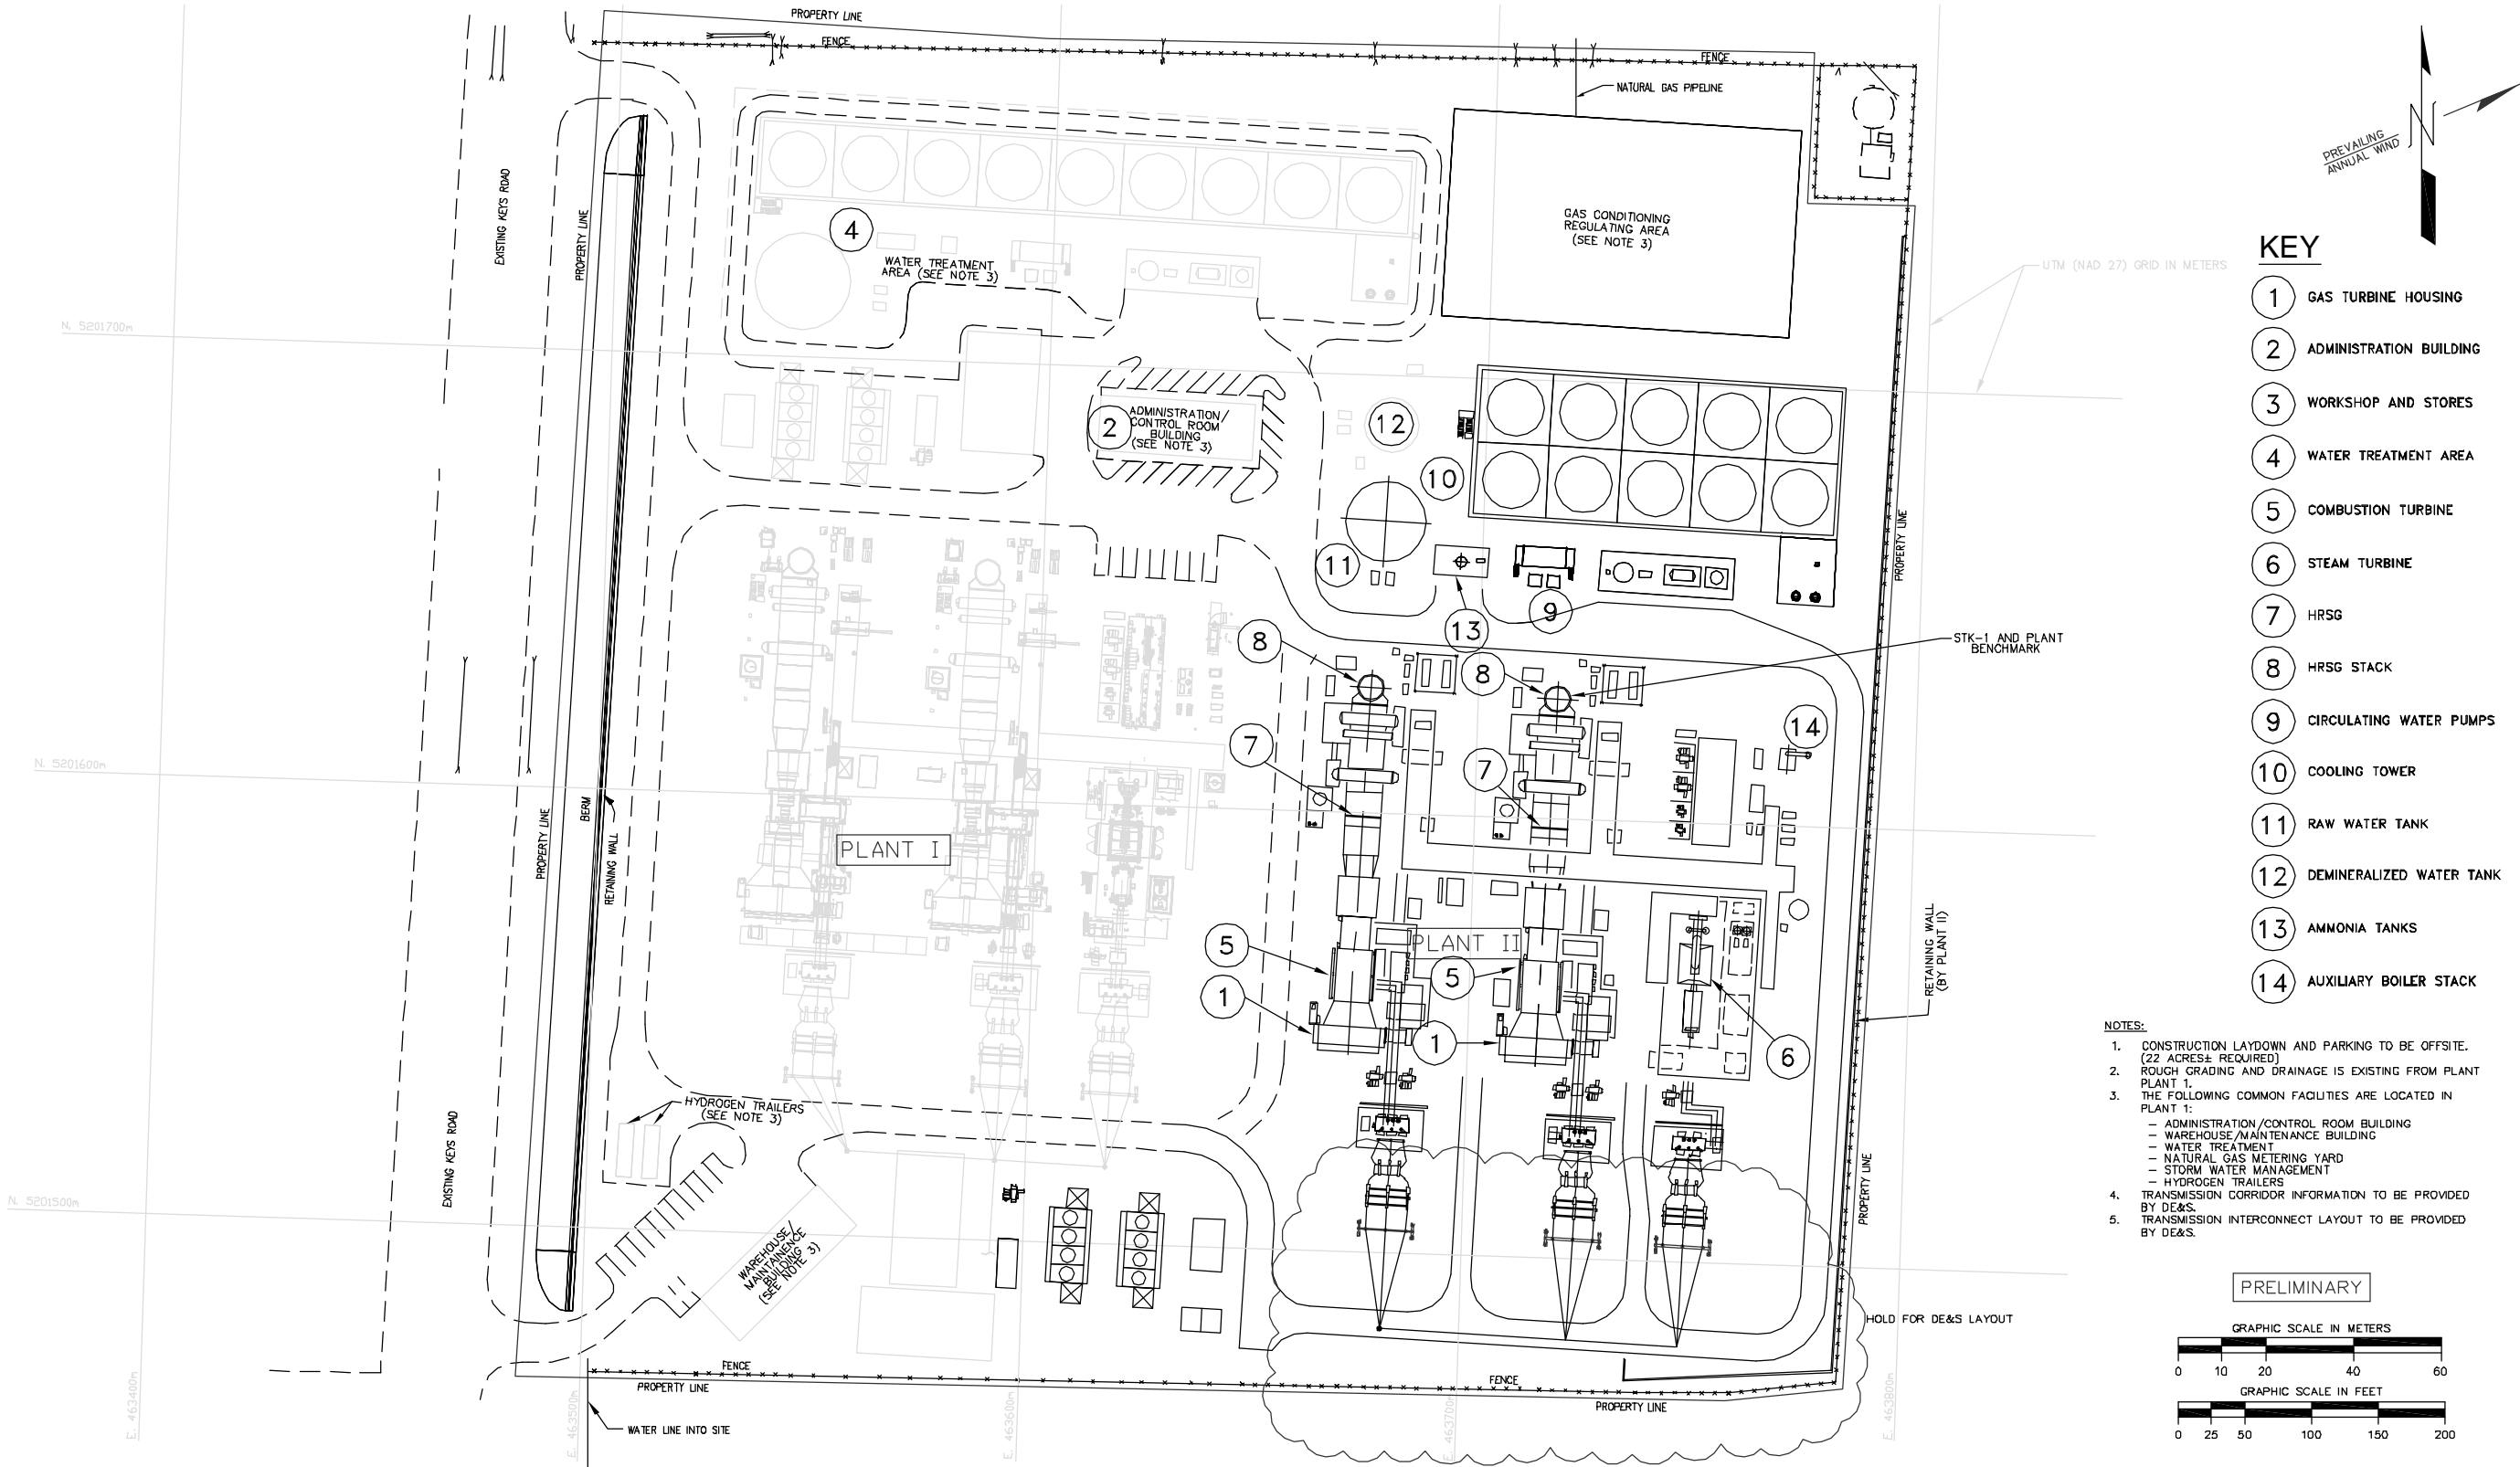 PROPERTY LINE
FENCE
FENCE
NATURAL GAS PIPELINE
PREVAILING
ANNUAL WIND
N
EXISTING KEYS ROAD
PROPERTY LINE
4
WATER TREATMENT
AREA (SEE NOTE 3)
GAS CONDITIONING
REGULATING AREA
(SEE NOTE 3)
UTM (NAD 27) GRID IN METERS
N. 5201700m
2
ADMINISTRATION/
CONTROL ROOM
BUILDING
(SEE NOTE 3)
12
10
11
13
9
PROPERTY LINE
8
8
STK-1 AND PLANT
BENCHMARK
7
7
14
N. 5201600m
PROPERTY LINE
BERM
RETAINING WALL
PLANT I
PLANT II
5
5
1
1
6
RETAINING WALL
(BY PLANT II)
HYDROGEN TRAILERS
(SEE NOTE 3)
EXISTING KEYS ROAD
N. 5201500m
WAREHOUSE/
MAINTAINENCE
BUILDING
(SEE NOTE 3)
PROPERTY LINE
HOLD FOR DE&S LAYOUT
FENCE
PROPERTY LINE
FENCE
PROPERTY LINE
WATER LINE INTO SITE
E. 463400m
E. 463500m
E. 463600m
E. 463700m
E. 463800m
KEY
1 GAS TURBINE HOUSING
2 ADMINISTRATION BUILDING
3 WORKSHOP AND STORES
4 WATER TREATMENT AREA
5 COMBUSTION TURBINE
6 STEAM TURBINE
7 HRSG
8 HRSG STACK
9 CIRCULATING WATER PUMPS
10 COOLING TOWER
11 RAW WATER TANK
12 DEMINERALIZED WATER TANK
13 AMMONIA TANKS
14 AUXILIARY BOILER STACK
NOTES:
1. CONSTRUCTION LAYDOWN AND PARKING TO BE OFFSITE.
(22 ACRES± REQUIRED)
2. ROUGH GRADING AND DRAINAGE IS EXISTING FROM PLANT
PLANT 1.
3. THE FOLLOWING COMMON FACILITIES ARE LOCATED IN
PLANT 1:
– ADMINISTRATION/CONTROL ROOM BUILDING
– WAREHOUSE/MAINTENANCE BUILDING
– WATER TREATMENT
– NATURAL GAS METERING YARD
– STORM WATER MANAGEMENT
– HYDROGEN TRAILERS
4. TRANSMISSION CORRIDOR INFORMATION TO BE PROVIDED
BY DE&S.
5. TRANSMISSION INTERCONNECT LAYOUT TO BE PROVIDED
BY DE&S.
PRELIMINARY
GRAPHIC SCALE IN METERS
0 10 20 40 60
GRAPHIC SCALE IN FEET
0 25 50 100 150 200